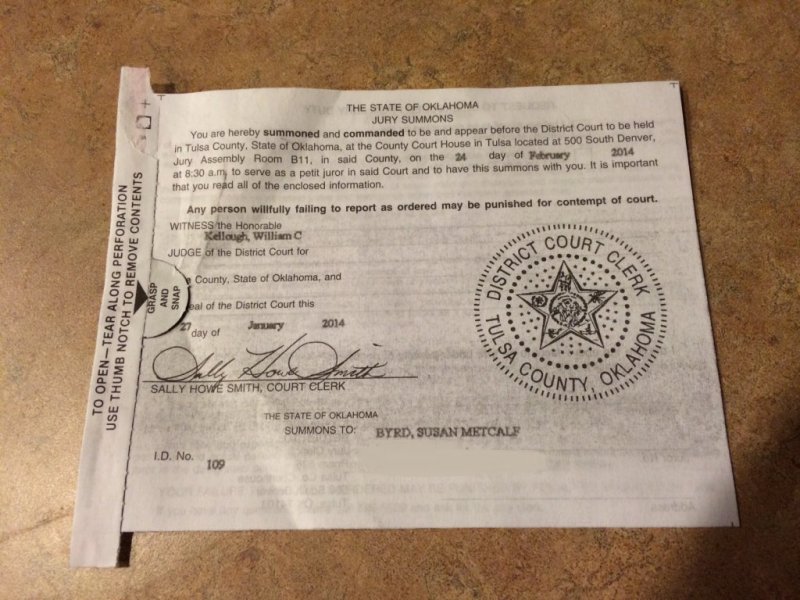 THE STATE OF OKLAHOMA
JURY SUMMONS
You are hereby summoned and commanded to be and appear before the District Court to be held
in Tulsa County, State of Oklahoma, at the County Court House in Tulsa located at 500 South Denver,
Jury Assembly Room B11, in said County, on the 24 day of February 2014
at 8:30 a.m, to serve as a petit juror in said Court and to have this summons with you. It is important
that you read all of the enclosed information.
Any person willfully failing to report as ordered may be punished for contempt of court.
WITNESS the Honorable
Kellough, William C
JUDGE of the District Court for
County, State of Oklahoma, and
eal of the District Court this
27 day of January 2014
Sally Howe Smith
SALLY HOWE SMITH, COURT CLERK
THE STATE OF OKLAHOMA
SUMMONS TO: BYRD, SUSAN METCALF
I.D. No. 109
DISTRICT COURT CLERK
TULSA COUNTY, OKLAHOMA
TO OPEN—TEAR ALONG PERFORATION
USE THUMB NOTCH TO REMOVE CONTENTS
GRASP
AND
SNAP